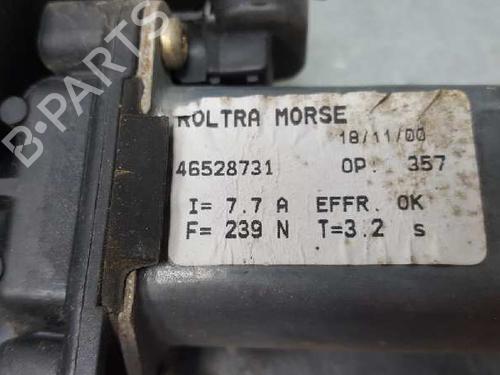 ROLTRA MORSE
18/11/00
46528731 OP. 357
I= 7.7 A EFFR. OK
F= 239 N T=3.2 s
B-PARTS